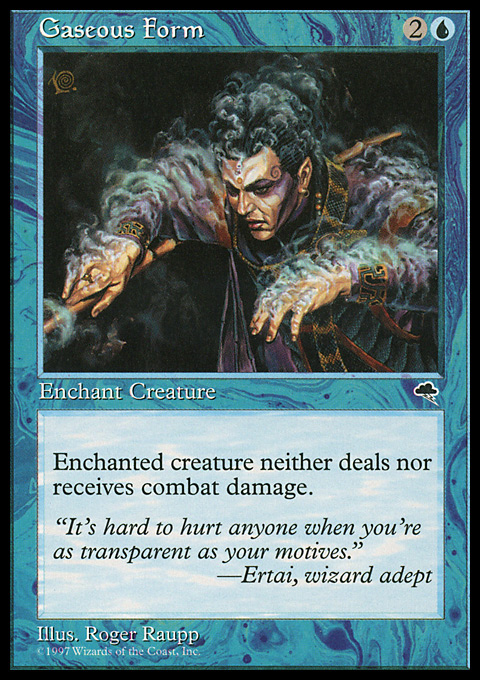 Gaseous Form 2
Enchant Creature
Enchanted creature neither deals nor
receives combat damage.
“It's hard to hurt anyone when you're
as transparent as your motives.”
—Ertai, wizard adept
Illus. Roger Raupp
©1997 Wizards of the Coast, Inc.